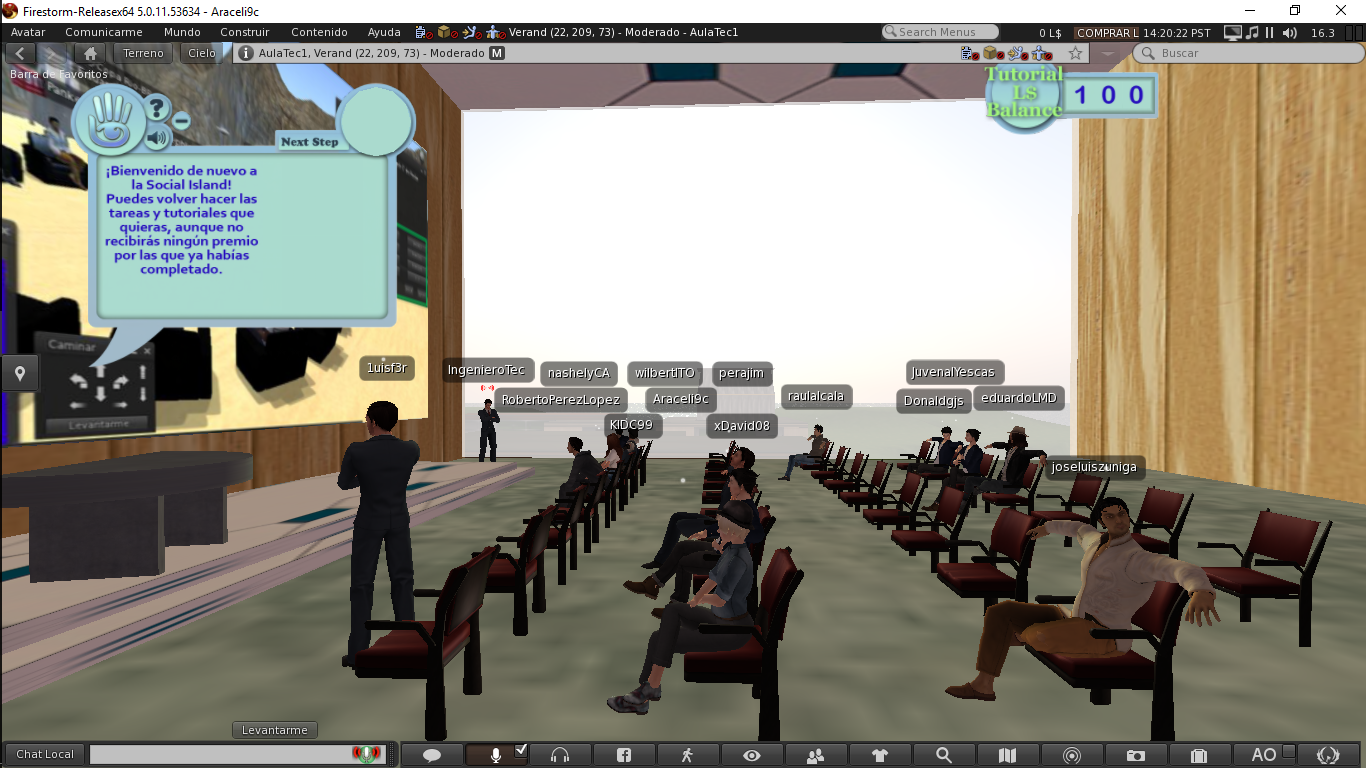 Firestorm-Releasex64 5.0.11.53634 - Araceli9c
Avatar Comunicarme Mundo Construir Contenido Ayuda Verand (22, 209, 73) - Moderado - AulaTec1 Search Menus 0 L$ COMPRAR L 14:20:22 PST 16.3
Terreno Cielo AulaTec1, Verand (22, 209, 73) - Moderado M Buscar
Barra de Favoritos
Tutorial
L$
Balance
1 0 0
Next Step
¡Bienvenido de nuevo a
la Social Island!
Puedes volver hacer las
tareas y tutoriales que
quieras, aunque no
recibirás ningún premio
por las que ya habías
completado.
Caminar
Levantarme
1uisf3r
IngenieroTec
nashelyCA
wilbertITO
perajim
JuvenalYescas
RobertoPerezLopez
Araceli9c
raulalcala
Donaldgjs
eduardoLMD
KIDC99
xDavid08
joseluiszuniga
Levantarme
Chat Local
AO